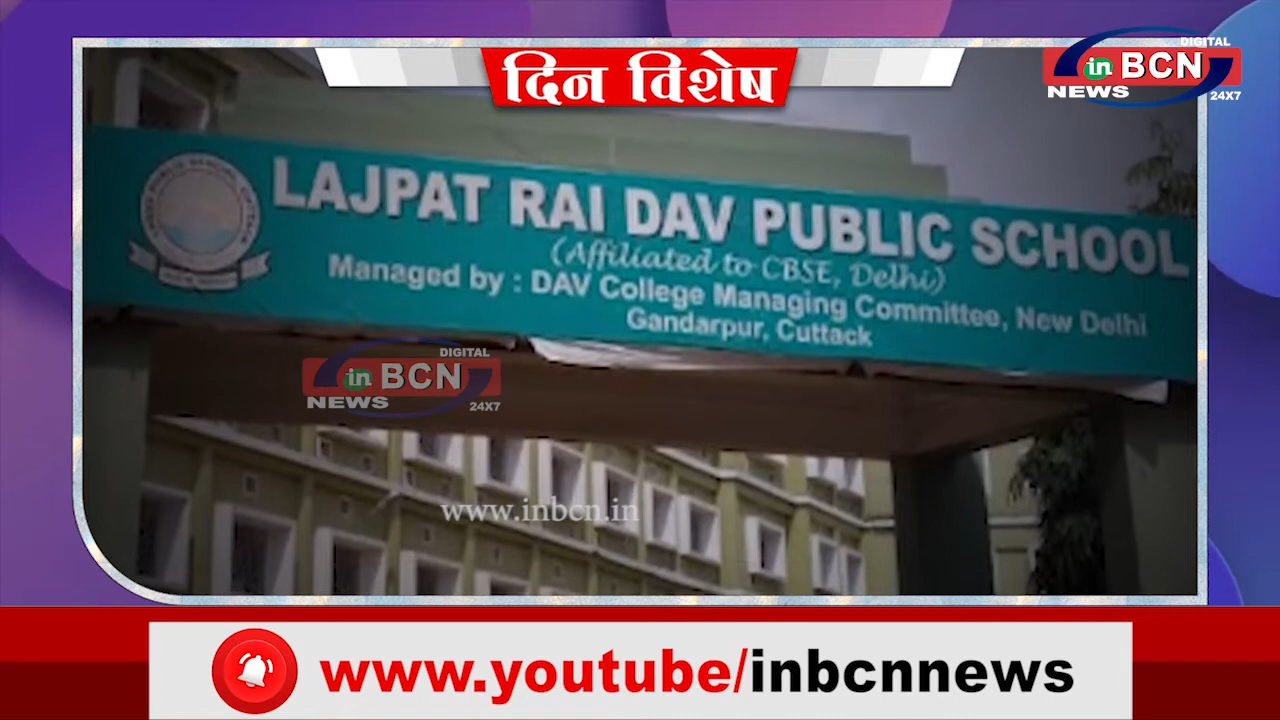 दिन विशेष
DIGITAL
in BCN
NEWS
24X7
LAJPAT RAI DAV PUBLIC SCHOOL
(Affiliated to CBSE, Delhi)
Managed by : DAV College Managing Committee, New Delhi
Gandarpur, Cuttack
DIGITAL
in BCN
NEWS
24X7
www.inbcn.in
www.youtube/inbcnnews